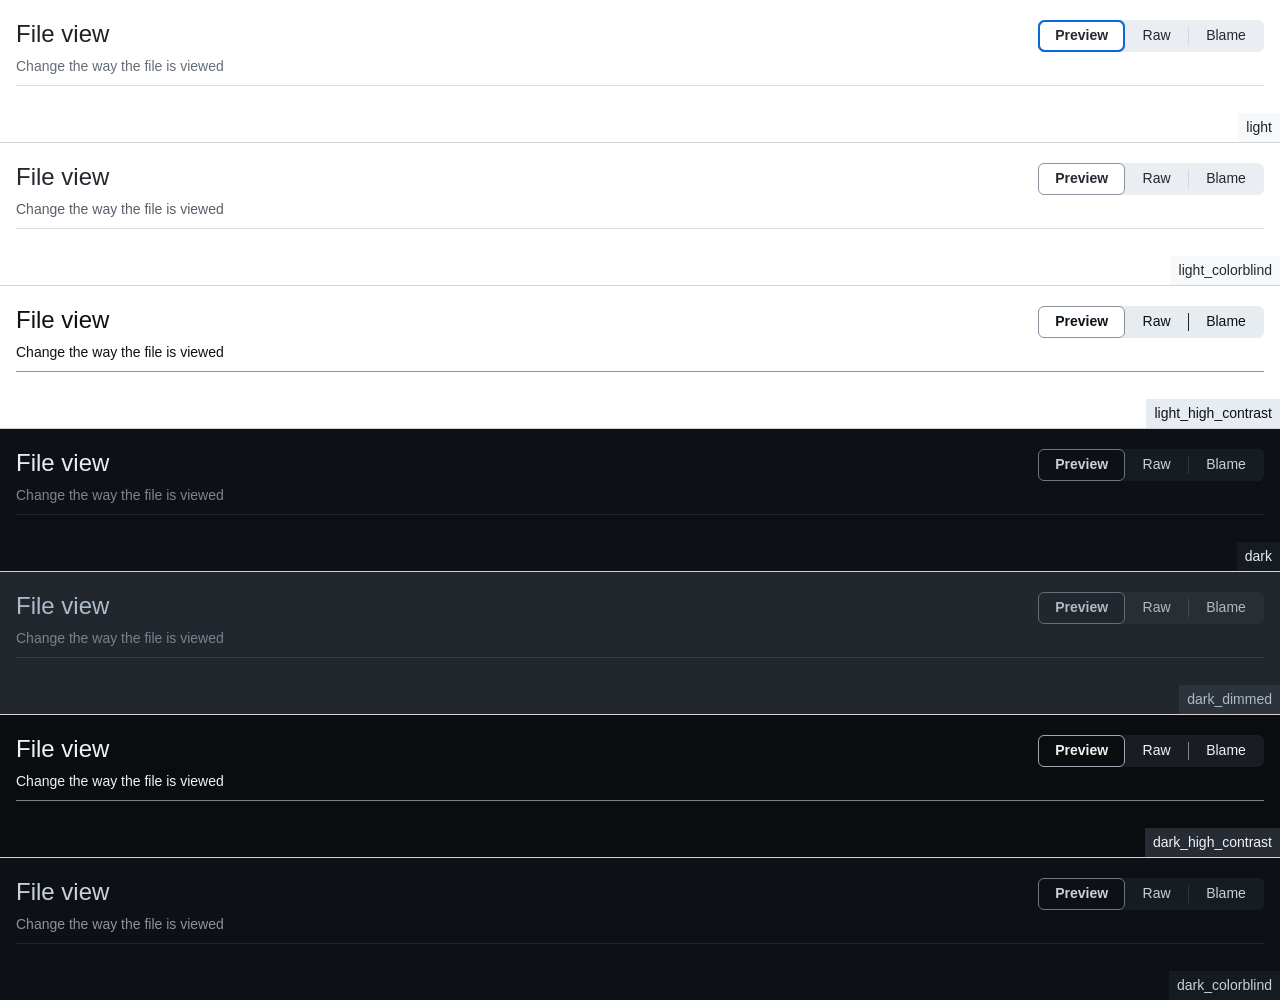 File view
Preview Raw Blame
Change the way the file is viewed
light
File view
Preview Raw Blame
Change the way the file is viewed
light_colorblind
File view
Preview Raw Blame
Change the way the file is viewed
light_high_contrast
File view
Preview Raw Blame
Change the way the file is viewed
dark
File view
Preview Raw Blame
Change the way the file is viewed
dark_dimmed
File view
Preview Raw Blame
Change the way the file is viewed
dark_high_contrast
File view
Preview Raw Blame
Change the way the file is viewed
dark_colorblind